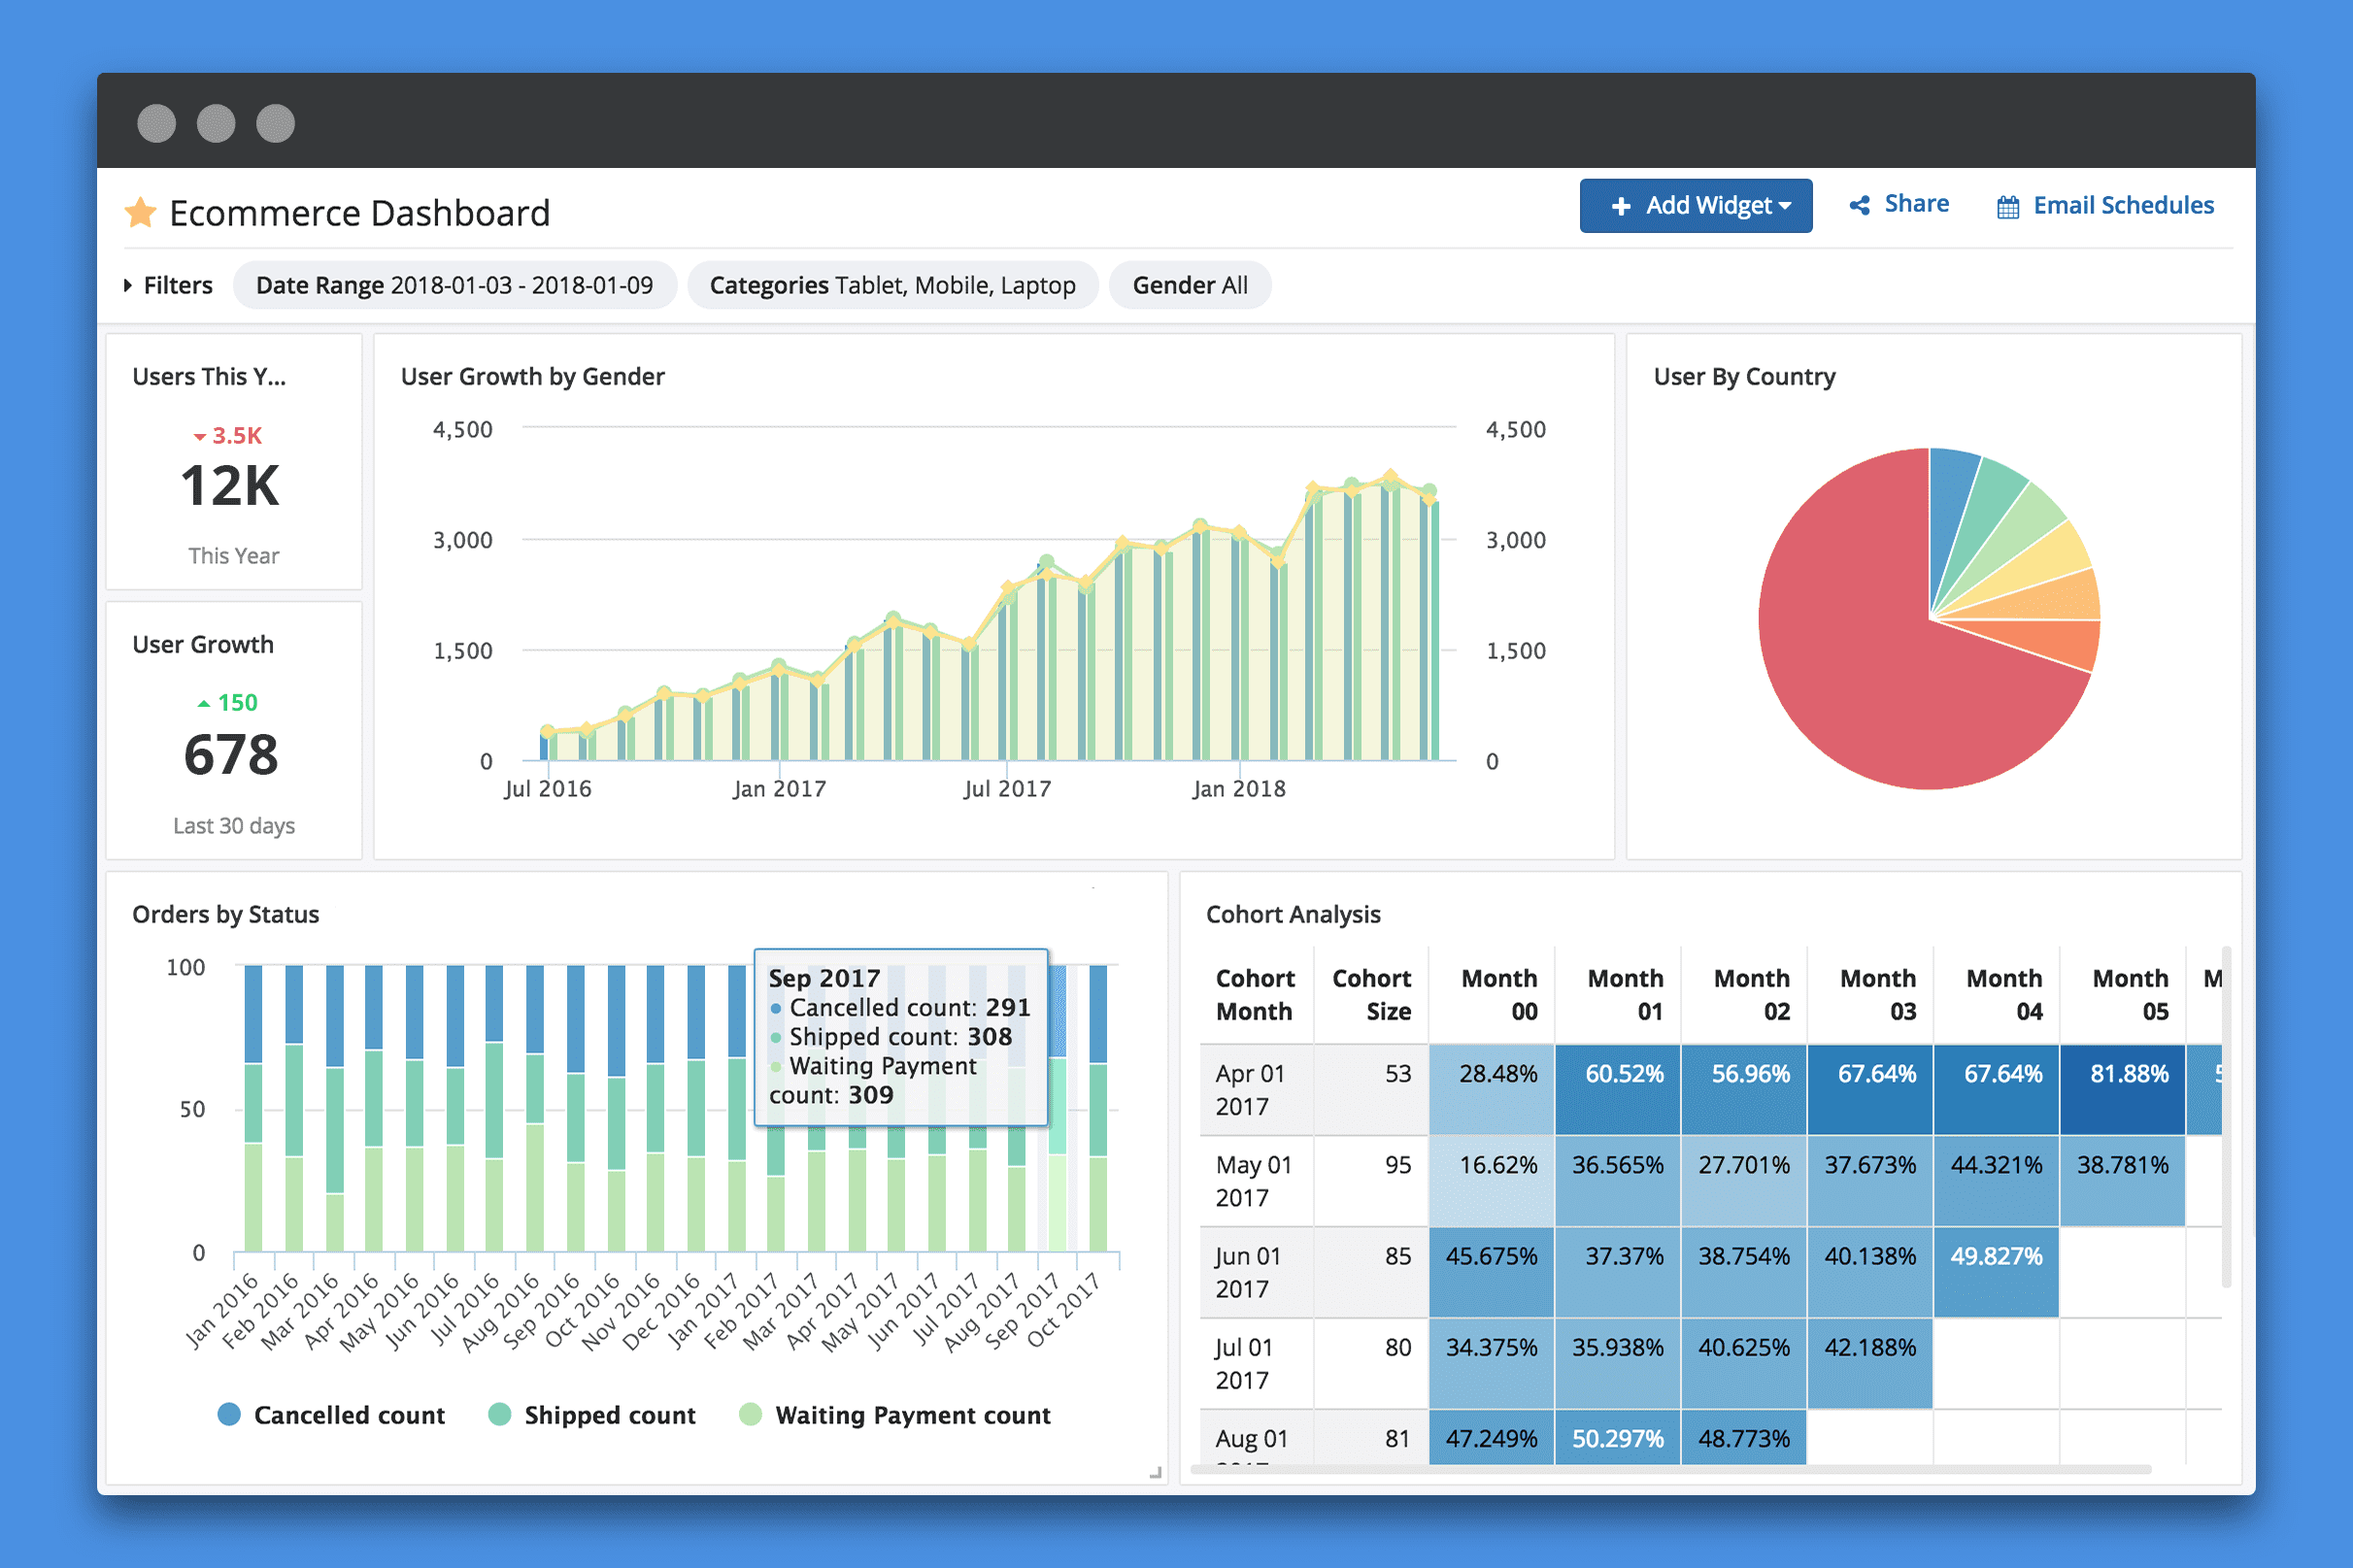 Ecommerce Dashboard
Add Widget
Share
Email Schedules
Filters
Date Range 2018-01-03 - 2018-01-09
Categories Tablet, Mobile, Laptop
Gender All
Users This Y...
3.5K
12K
This Year
User Growth
150
678
Last 30 days
User Growth by Gender
4,500
3,000
1,500
0
4,500
3,000
1,500
0
Jul 2016
Jan 2017
Jul 2017
Jan 2018
User By Country
Orders by Status
100
50
0
Sep 2017
Cancelled count: 291
Shipped count: 308
Waiting Payment
count: 309
Jan 2016
Feb 2016
Mar 2016
Apr 2016
May 2016
Jun 2016
Jul 2016
Aug 2016
Sep 2016
Oct 2016
Nov 2016
Dec 2016
Jan 2017
Feb 2017
Mar 2017
Apr 2017
May 2017
Jun 2017
Jul 2017
Aug 2017
Sep 2017
Oct 2017
Cancelled count
Shipped count
Waiting Payment count
Cohort Analysis
Cohort Month Cohort Size Month 00 Month 01 Month 02 Month 03 Month 04 Month 05 M
Apr 01 2017 53 28.48% 60.52% 56.96% 67.64% 67.64% 81.88% 5
May 01 2017 95 16.62% 36.565% 27.701% 37.673% 44.321% 38.781%
Jun 01 2017 85 45.675% 37.37% 38.754% 40.138% 49.827%
Jul 01 2017 80 34.375% 35.938% 40.625% 42.188%
Aug 01 81 47.249% 50.297% 48.773%